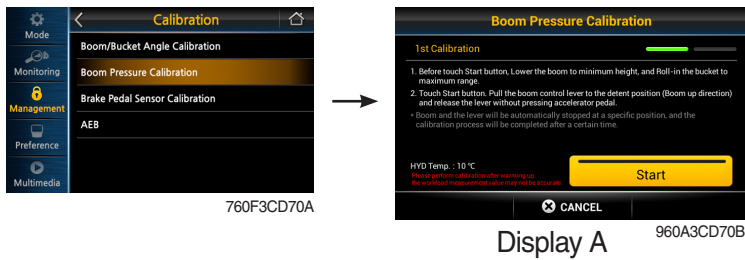 Mode
Monitoring
Management
Preference
Multimedia
Calibration
Boom/Bucket Angle Calibration
Boom Pressure Calibration
Brake Pedal Sensor Calibration
AEB
760F3CD70A
Boom Pressure Calibration
1st Calibration
1. Before touch Start button, Lower the boom to minimum height, and Roll-in the bucket to
maximum range.
2. Touch Start button. Pull the boom control lever to the detent position (Boom up direction)
and release the lever without pressing accelerator pedal.
* Boom and the lever will be automatically stopped at a specific position, and the
calibration process will be completed after a certain time.
HYD Temp. : 10 ℃
Please perform calibration after warming up.
the workload measurement value may not be accurate.
Start
CANCEL
Display A
960A3CD70B